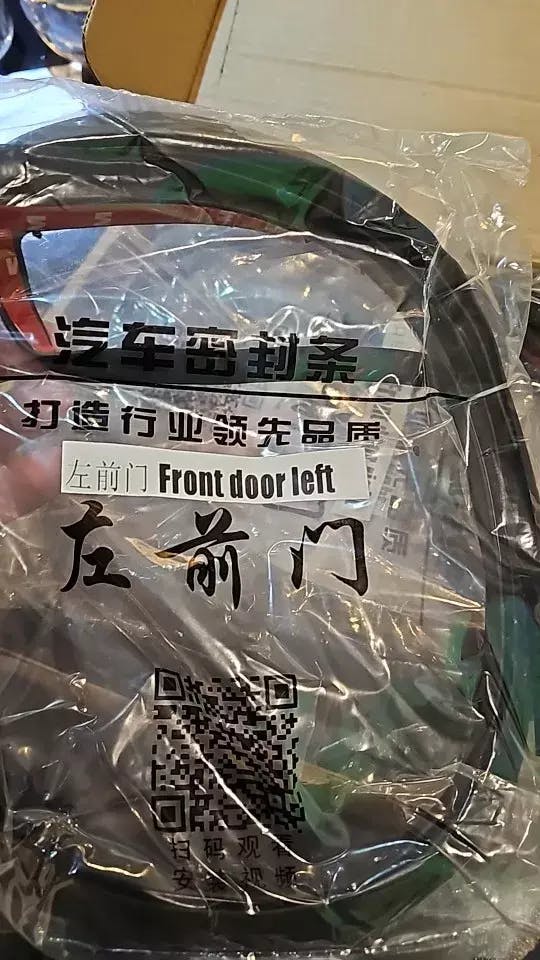 汽车密封条
打造行业领先品质
左前门 Front door left
左前门
扫码观看
安装视频